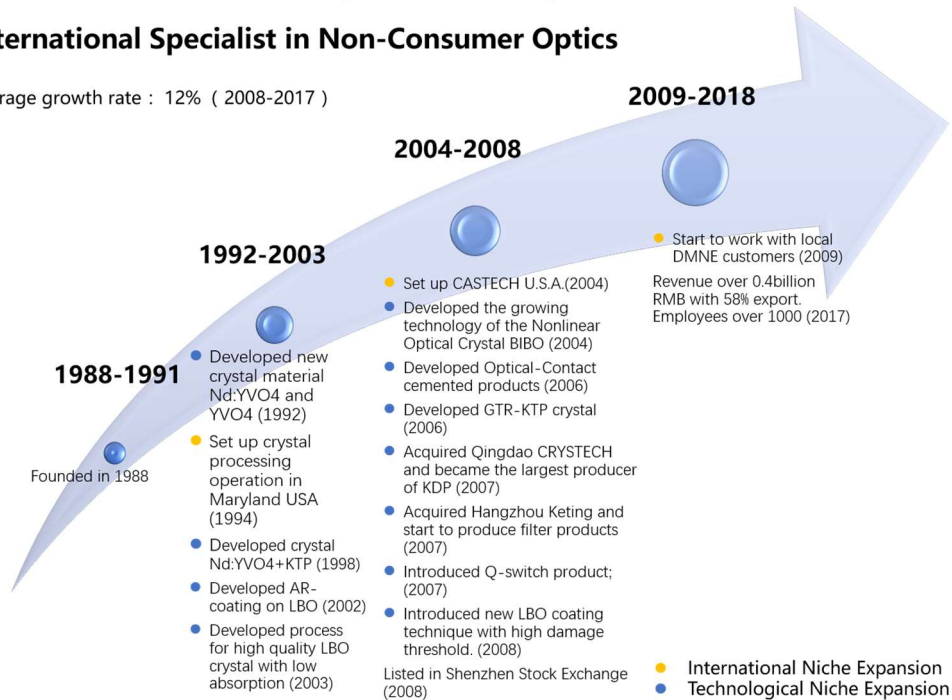 ternational Specialist in Non-Consumer Optics
rage growth rate : 12% ( 2008-2017 )
1988-1991
Founded in 1988
1992-2003
Developed new
crystal material
Nd:YVO4 and
YVO4 (1992)
Set up crystal
processing
operation in
Maryland USA
(1994)
Developed crystal
Nd:YVO4+KTP (1998)
Developed AR-
coating on LBO (2002)
Developed process
for high quality LBO
crystal with low
absorption (2003)
2004-2008
Set up CASTECH U.S.A.(2004)
Developed the growing
technology of the Nonlinear
Optical Crystal BIBO (2004)
Developed Optical-Contact
cemented products (2006)
Developed GTR-KTP crystal
(2006)
Acquired Qingdao CRYSTECH
and became the largest producer
of KDP (2007)
Acquired Hangzhou Keting and
start to produce filter products
(2007)
Introduced Q-switch product;
(2007)
Introduced new LBO coating
technique with high damage
threshold. (2008)
Listed in Shenzhen Stock Exchange
(2008)
2009-2018
Start to work with local
DMNE customers (2009)
Revenue over 0.4billion
RMB with 58% export.
Employees over 1000 (2017)
International Niche Expansion
Technological Niche Expansion